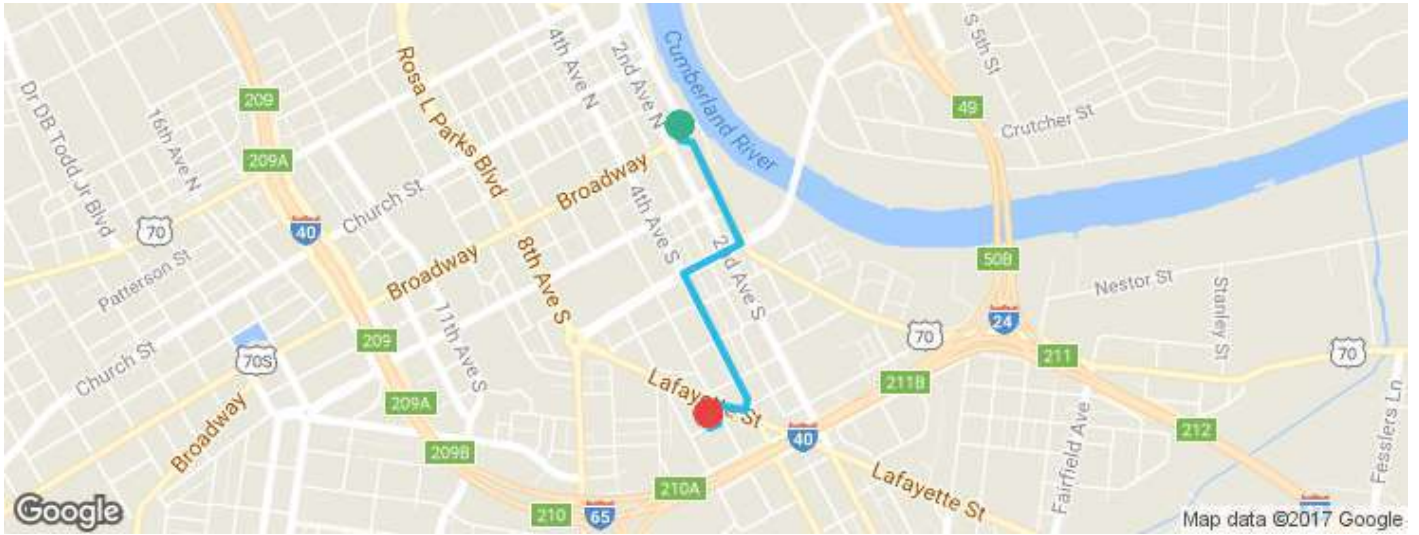 Dr DB Todd Jr Blvd
16th Ave N
209
209A
Rosa L Parks Blvd
4th Ave N
2nd Ave N
Cumberland River
S 5th St
49
Crutcher St
Church St
Broadway
70
40
Patterson St
Broadway
8th Ave S
4th Ave S
2nd Ave S
50B
Nestor St
Stanley St
24
70
211
70
Church St
70S
209
11th Ave S
209A
Lafayette St
211B
Fairfield Ave
212
Fesslers Ln
Broadway
209B
40
210A
Lafayette St
210
65
Google
Map data ©2017 Google